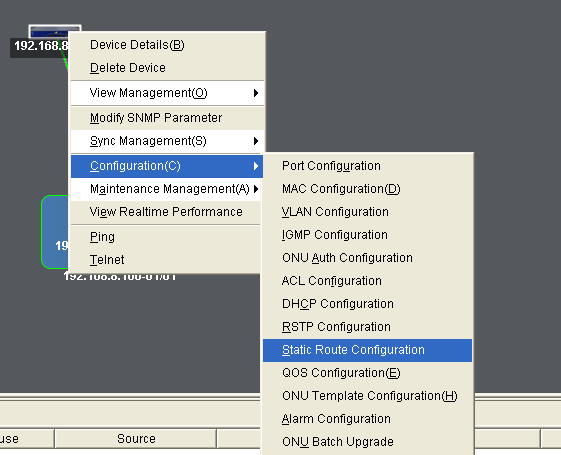 192.168.8
Device Details(B)
Delete Device
View Management(O)
Modify SNMP Parameter
Sync Management(S)
Configuration(C)
Maintenance Management(A)
View Realtime Performance
Ping
Telnet
Port Configuration
MAC Configuration(D)
VLAN Configuration
IGMP Configuration
ONU Auth Configuration
ACL Configuration
DHCP Configuration
RSTP Configuration
Static Route Configuration
QOS Configuration(E)
ONU Template Configuration(H)
Alarm Configuration
ONU Batch Upgrade
19
192.168.8.100-01/01
use
Source